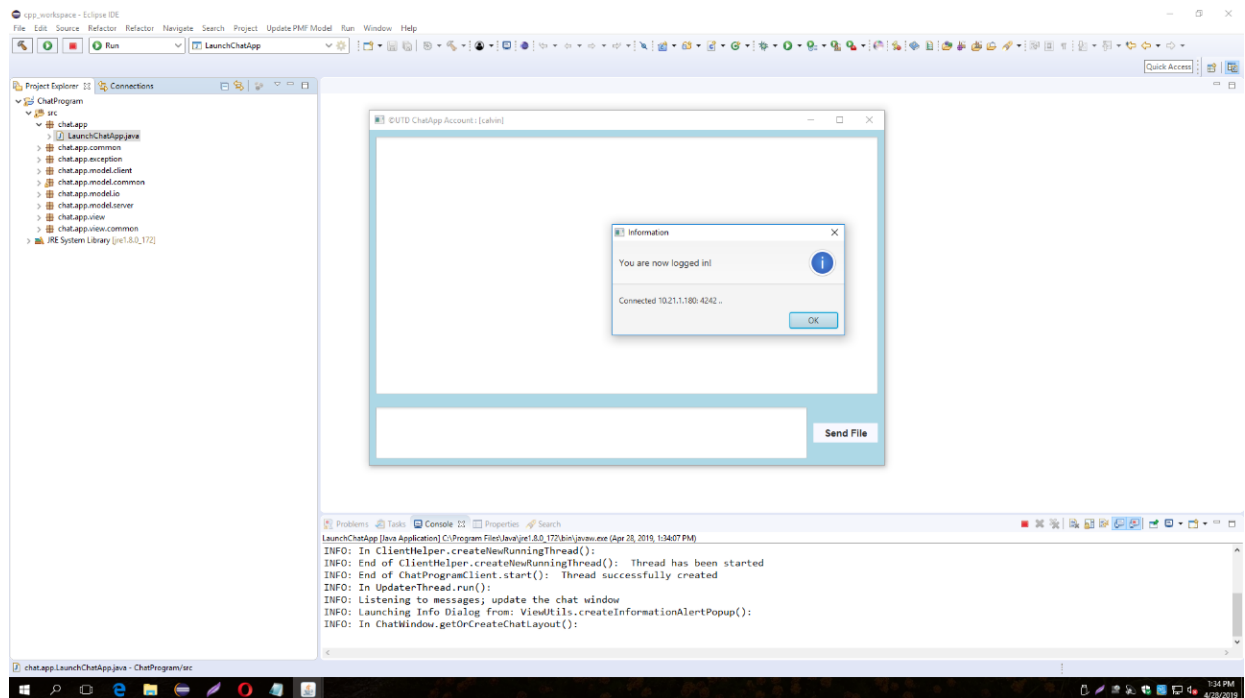 cpp_workspace - Eclipse IDE
File Edit Source Refactor Refactor Navigate Search Project Update PMF Model Run Window Help
Run LaunchChatApp
Quick Access
Project Explorer Connections
ChatProgram
src
chat.app
LaunchChatApp.java
chat.app.common
chat.app.exception
chat.app.model.client
chat.app.model.common
chat.app.model.io
chat.app.model.server
chat.app.view
chat.app.view.common
JRE System Library [jre1.8.0_172]
©UTD ChatApp Account : [calvin]
Information
You are now logged in!
Connected 10.21.1.180: 4242 ..
OK
Send File
Problems Tasks Console Properties Search
LaunchChatApp [Java Application] C:\Program Files\Java\jre1.8.0_172\bin\javaw.exe (Apr 28, 2019, 1:34:07 PM)
INFO: In ClientHelper.createNewRunningThread():
INFO: End of ClientHelper.createNewRunningThread(): Thread has been started
INFO: End of ChatProgramClient.start(): Thread successfully created
INFO: In UpdaterThread.run():
INFO: Listening to messages; update the chat window
INFO: Launching Info Dialog from: ViewUtils.createInformationAlertPopup():
INFO: In ChatWindow.getOrCreateChatLayout():
chat.app.LaunchChatApp.java - ChatProgram/src
1:34 PM
4/28/2019